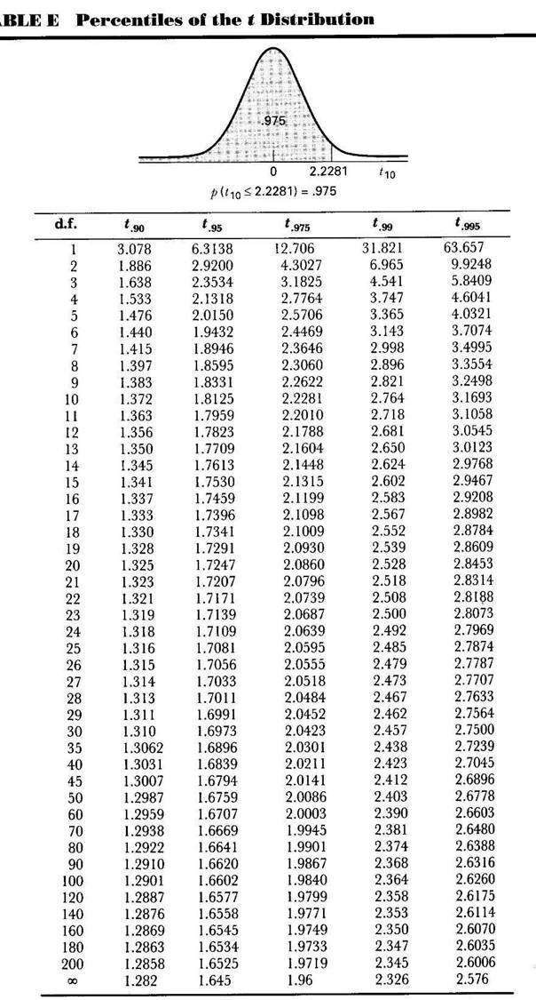 ABLE E Percentiles of the t Distribution
.975
0 2.2281 t10
p (t10 ≤ 2.2281) = .975
d.f. t.90 t.95 t.975 t.99 t.995
1 3.078 6.3138 12.706 31.821 63.657
2 1.886 2.9200 4.3027 6.965 9.9248
3 1.638 2.3534 3.1825 4.541 5.8409
4 1.533 2.1318 2.7764 3.747 4.6041
5 1.476 2.0150 2.5706 3.365 4.0321
6 1.440 1.9432 2.4469 3.143 3.7074
7 1.415 1.8946 2.3646 2.998 3.4995
8 1.397 1.8595 2.3060 2.896 3.3554
9 1.383 1.8331 2.2622 2.821 3.2498
10 1.372 1.8125 2.2281 2.764 3.1693
11 1.363 1.7959 2.2010 2.718 3.1058
12 1.356 1.7823 2.1788 2.681 3.0545
13 1.350 1.7709 2.1604 2.650 3.0123
14 1.345 1.7613 2.1448 2.624 2.9768
15 1.341 1.7530 2.1315 2.602 2.9467
16 1.337 1.7459 2.1199 2.583 2.9208
17 1.333 1.7396 2.1098 2.567 2.8982
18 1.330 1.7341 2.1009 2.552 2.8784
19 1.328 1.7291 2.0930 2.539 2.8609
20 1.325 1.7247 2.0860 2.528 2.8453
21 1.323 1.7207 2.0796 2.518 2.8314
22 1.321 1.7171 2.0739 2.508 2.8188
23 1.319 1.7139 2.0687 2.500 2.8073
24 1.318 1.7109 2.0639 2.492 2.7969
25 1.316 1.7081 2.0595 2.485 2.7874
26 1.315 1.7056 2.0555 2.479 2.7787
27 1.314 1.7033 2.0518 2.473 2.7707
28 1.313 1.7011 2.0484 2.467 2.7633
29 1.311 1.6991 2.0452 2.462 2.7564
30 1.310 1.6973 2.0423 2.457 2.7500
35 1.3062 1.6896 2.0301 2.438 2.7239
40 1.3031 1.6839 2.0211 2.423 2.7045
45 1.3007 1.6794 2.0141 2.412 2.6896
50 1.2987 1.6759 2.0086 2.403 2.6778
60 1.2959 1.6707 2.0003 2.390 2.6603
70 1.2938 1.6669 1.9945 2.381 2.6480
80 1.2922 1.6641 1.9901 2.374 2.6388
90 1.2910 1.6620 1.9867 2.368 2.6316
100 1.2901 1.6602 1.9840 2.364 2.6260
120 1.2887 1.6577 1.9799 2.358 2.6175
140 1.2876 1.6558 1.9771 2.353 2.6114
160 1.2869 1.6545 1.9749 2.350 2.6070
180 1.2863 1.6534 1.9733 2.347 2.6035
200 1.2858 1.6525 1.9719 2.345 2.6006
∞ 1.282 1.645 1.96 2.326 2.576